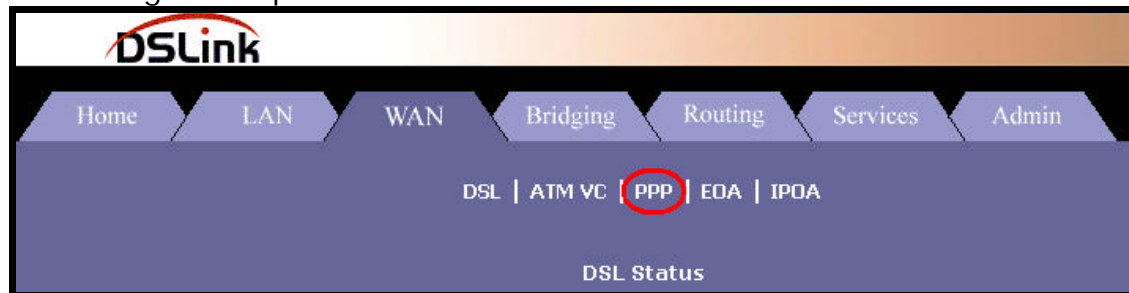 DSLink
Home LAN WAN Bridging Routing Services Admin
DSL | ATM VC | PPP | EOA | IPOA
DSL Status